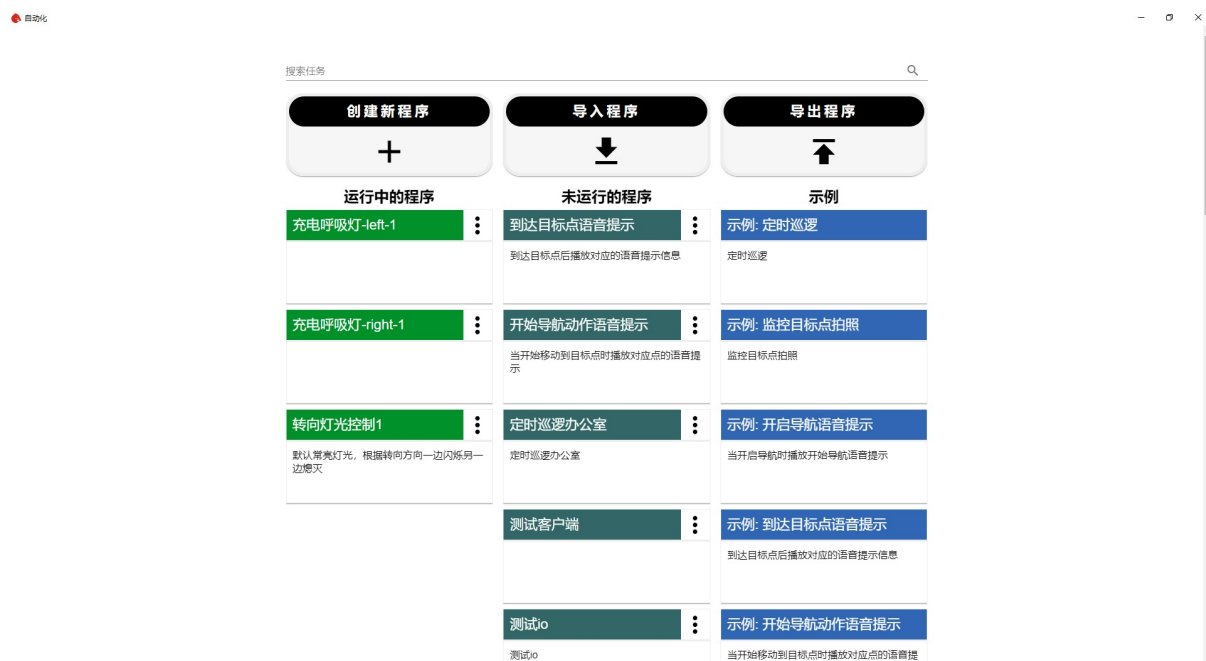 自动化
搜索任务
创建新程序
导入程序
导出程序
运行中的程序
未运行的程序
示例
充电呼吸灯-left-1
到达目标点语音提示
示例: 定时巡逻
到达目标点后播放对应的语音提示信息
定时巡逻
充电呼吸灯-right-1
开始导航动作语音提示
示例: 监控目标点拍照
当开始移动到目标点时播放对应点的语音提
示
监控目标点拍照
转向灯光控制1
定时巡逻办公室
示例: 开启导航语音提示
默认常亮灯光，根据转向方向一边闪烁另一
边熄灭
定时巡逻办公室
当开启导航时播放开始导航语音提示
测试客户端
示例: 到达目标点语音提示
到达目标点后播放对应的语音提示信息
测试io
示例: 开始导航动作语音提示
测试io
当开始移动到目标点时播放对应点的语音提